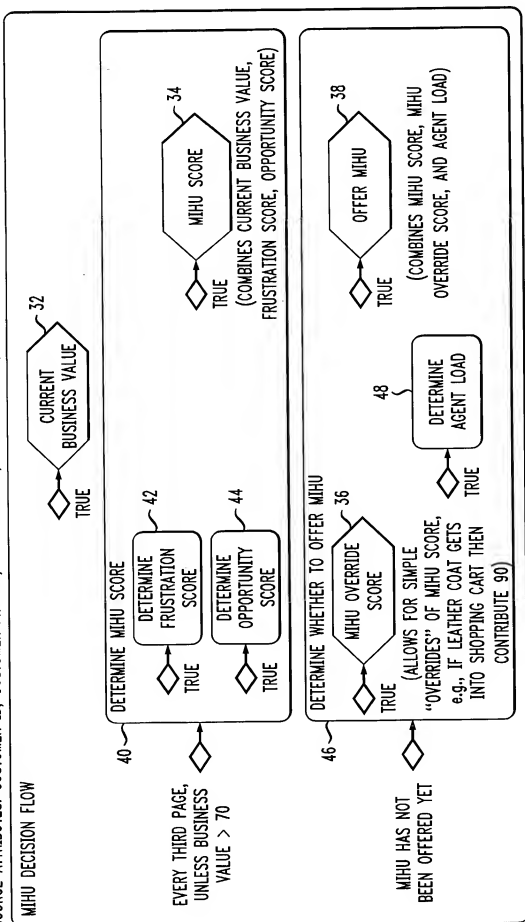 MIHU DECISION FLOW
TRUE
CURRENT
BUSINESS VALUE
32
EVERY THIRD PAGE,
UNLESS BUSINESS
VALUE > 70
40
DETERMINE MIHU SCORE
TRUE
DETERMINE
FRUSTRATION
SCORE
42
TRUE
DETERMINE
OPPORTUNITY
SCORE
44
TRUE
MIHU SCORE
34
(COMBINES CURRENT BUSINESS VALUE,
FRUSTRATION SCORE, OPPORTUNITY SCORE)
MIHU HAS NOT
BEEN OFFERED YET
46
DETERMINE WHETHER TO OFFER MIHU
TRUE
MIHU OVERRIDE
SCORE
36
(ALLOWS FOR SIMPLE
"OVERRIDES" OF MIHU SCORE,
e.g., IF LEATHER COAT GETS
INTO SHOPPING CART THEN
CONTRIBUTE 90)
TRUE
DETERMINE
AGENT LOAD
48
TRUE
OFFER MIHU
38
(COMBINES MIHU SCORE, MIHU
OVERRIDE SCORE, AND AGENT LOAD)